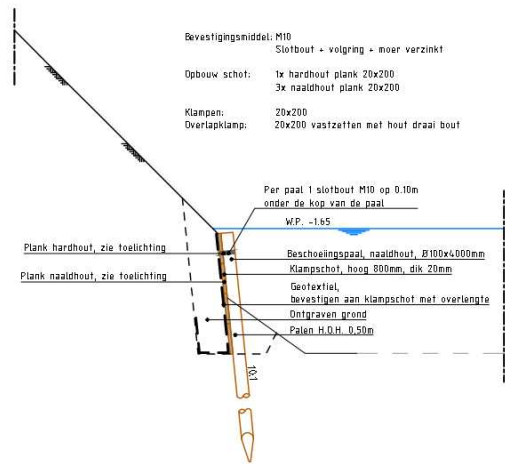 Bevestigingsmiddel: M10
Slotbout + volgring + moer verzinkt
Opbouw schot: 1x hardhout plank 20x200
3x naaldhout plank 20x200
Klampen: 20x200
Overlapklamp: 20x200 vastzetten met hout draai bout
Per paal 1 slotbout M10 op 0.10m
onder de kop van de paal
W.P. -1.65
Plank hardhout, zie toelichting
Beschoeiingspaal, naaldhout, Ø100x4000mm
Klampschot, hoog 800mm, dik 20mm
Plank naaldhout, zie toelichting
Geotextiel,
bevestigen aan klampschot met overlengte
Ontgraven grond
Palen H.O.H. 0,50m
10:1